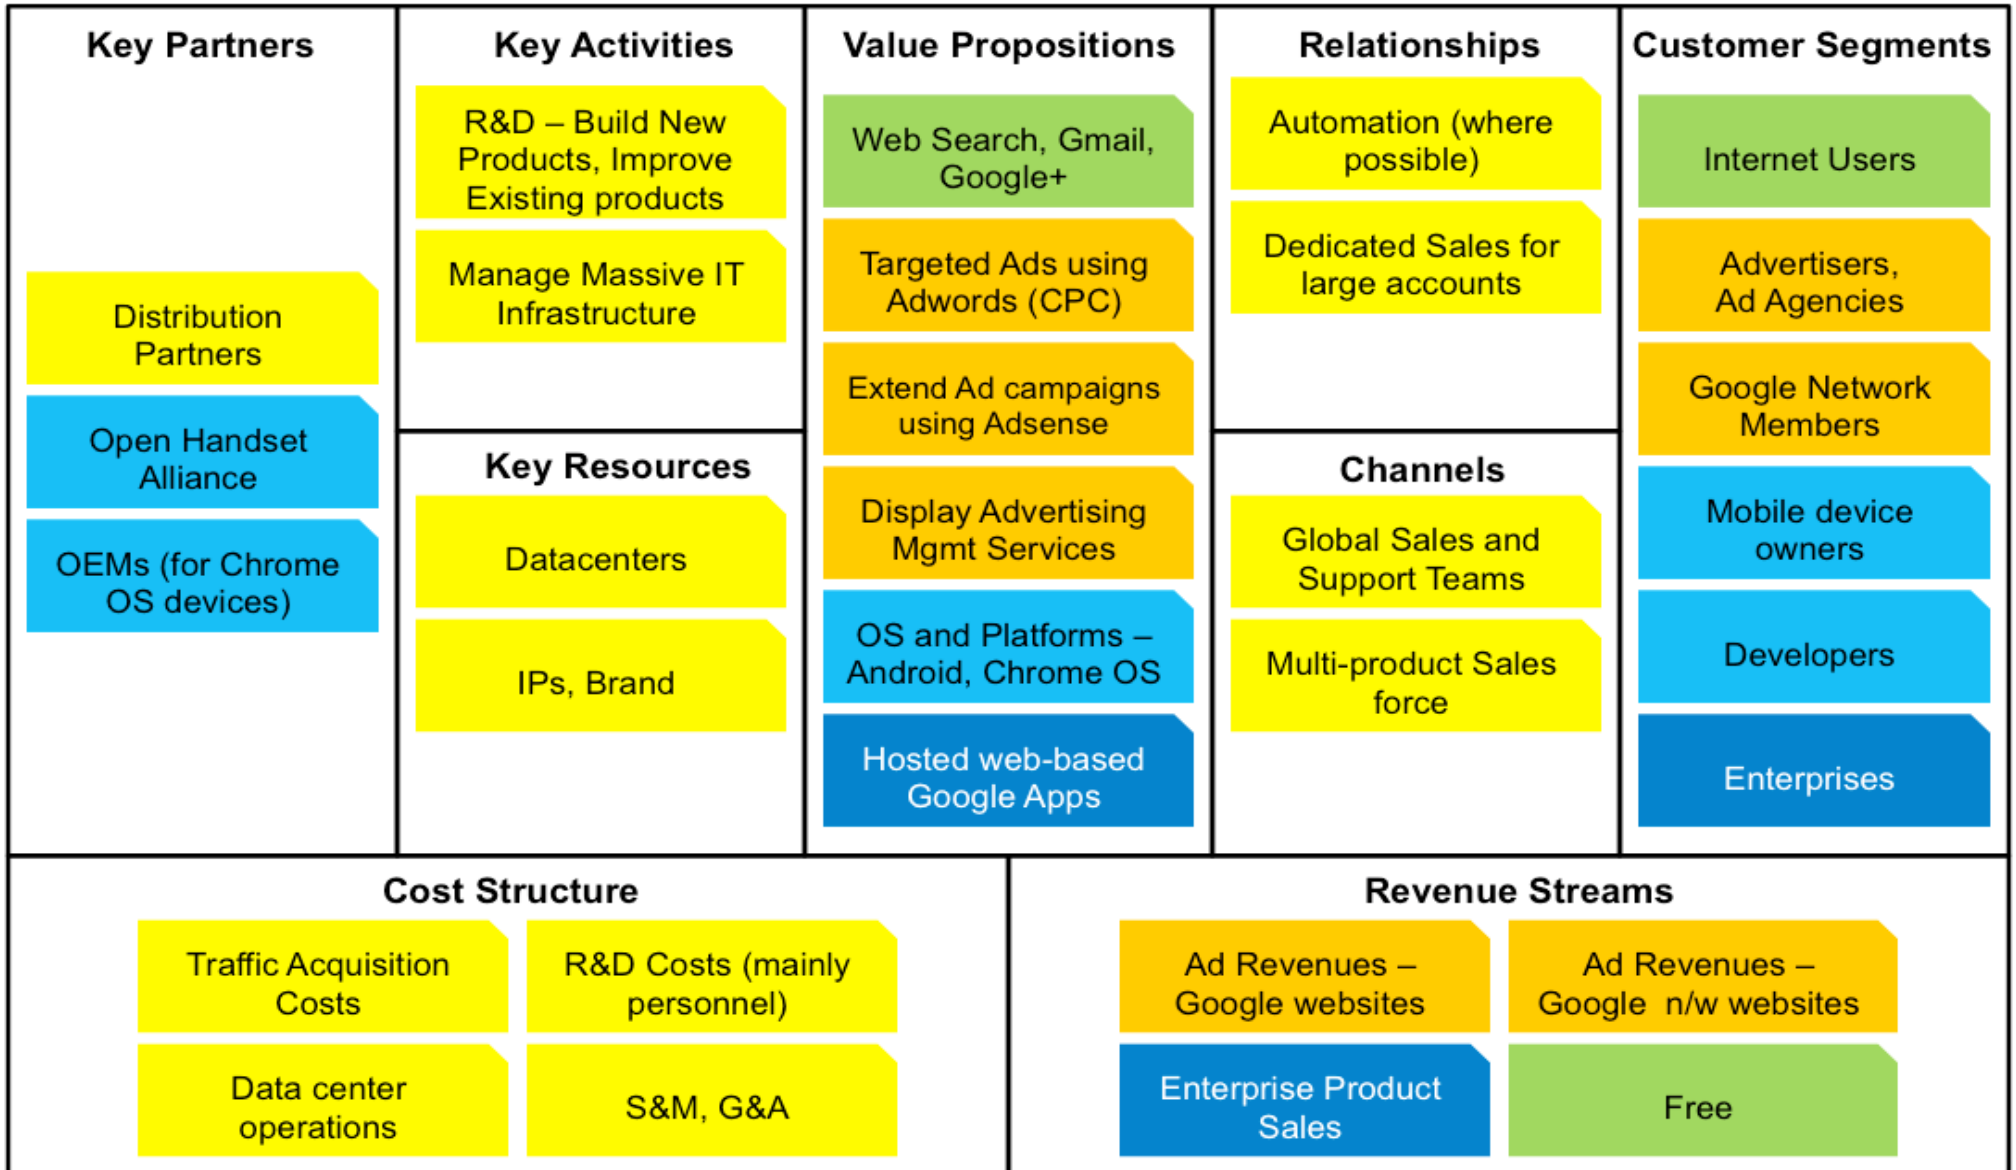 Key Partners
Distribution
Partners
Open Handset
Alliance
OEMs (for Chrome
OS devices)
Key Activities
R&D – Build New
Products, Improve
Existing products
Manage Massive IT
Infrastructure
Key Resources
Datacenters
IPs, Brand
Value Propositions
Web Search, Gmail,
Google+
Targeted Ads using
Adwords (CPC)
Extend Ad campaigns
using Adsense
Display Advertising
Mgmt Services
OS and Platforms –
Android, Chrome OS
Hosted web-based
Google Apps
Relationships
Automation (where
possible)
Dedicated Sales for
large accounts
Channels
Global Sales and
Support Teams
Multi-product Sales
force
Customer Segments
Internet Users
Advertisers,
Ad Agencies
Google Network
Members
Mobile device
owners
Developers
Enterprises
Cost Structure
Traffic Acquisition
Costs
R&D Costs (mainly
personnel)
Data center
operations
S&M, G&A
Revenue Streams
Ad Revenues –
Google websites
Ad Revenues –
Google n/w websites
Enterprise Product
Sales
Free